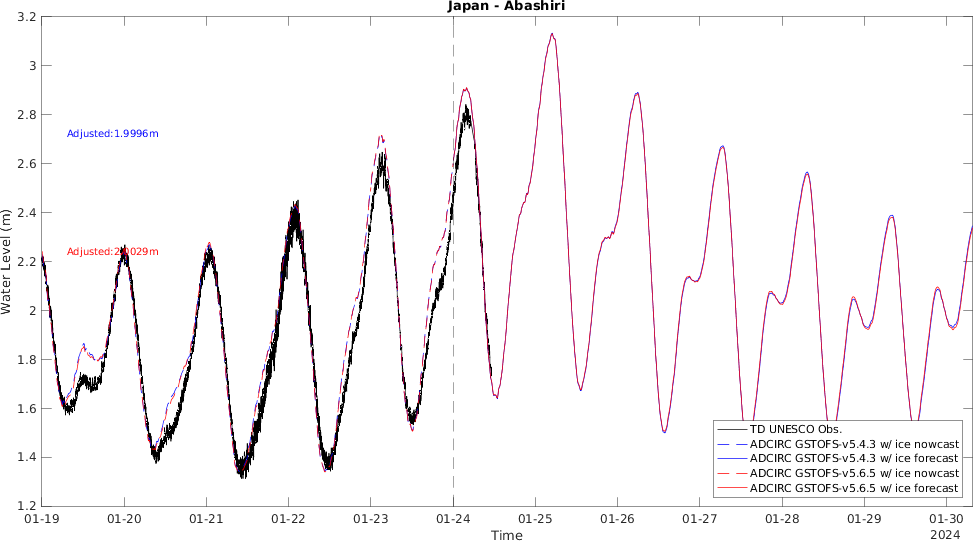 Japan - Abashiri
3.2
3
2.8
2.6
2.4
2.2
2
1.8
1.6
1.4
1.2
Water Level (m)
Adjusted:1.9996m
Adjusted:2.0029m
TD UNESCO Obs.
ADCIRC GSTOFS-v5.4.3 w/ ice nowcast
ADCIRC GSTOFS-v5.4.3 w/ ice forecast
ADCIRC GSTOFS-v5.6.5 w/ ice nowcast
ADCIRC GSTOFS-v5.6.5 w/ ice forecast
01-19 01-20 01-21 01-22 01-23 01-24 01-25 01-26 01-27 01-28 01-29 01-30
Time
2024